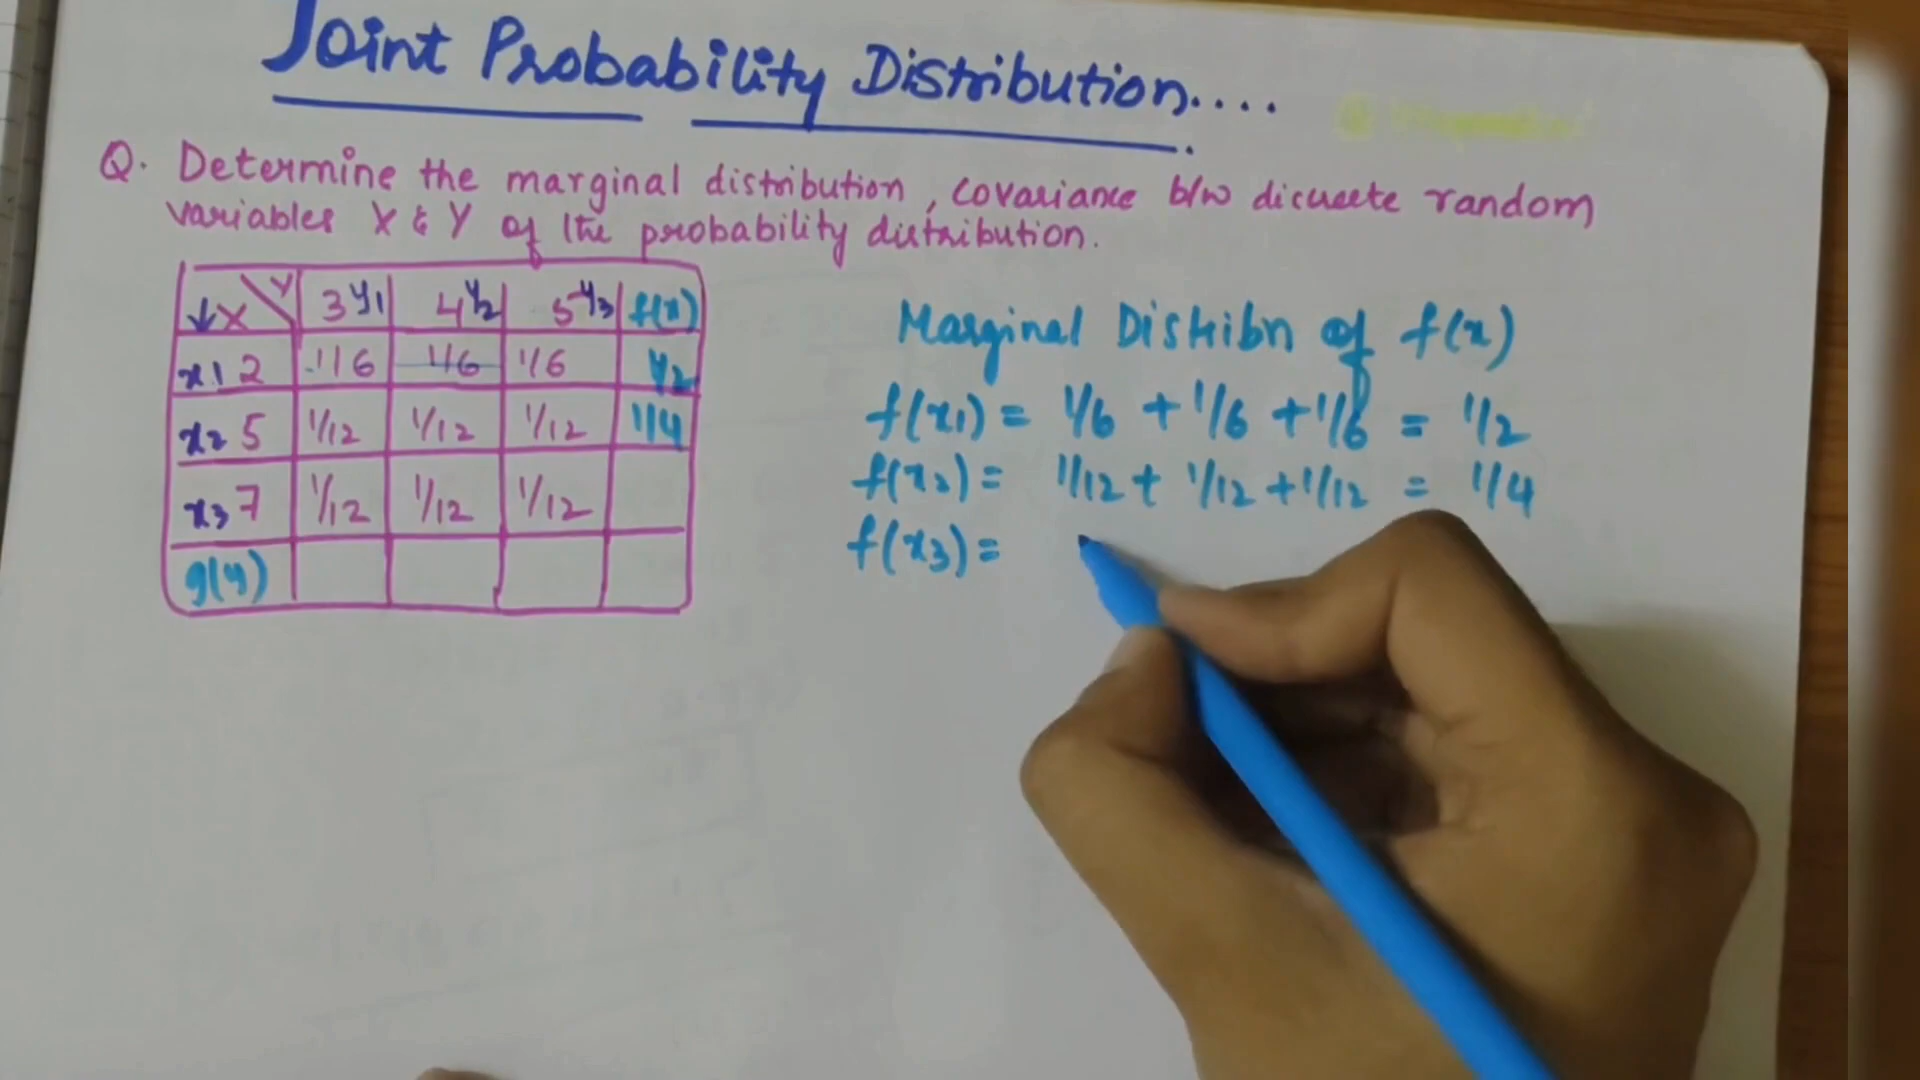 Joint Probability Distribution....
Q. Determine the marginal distribution, covariance b/w discrete random
variables X & Y of the probability distribution.
↓X Y 3 y1 4 y2 5 y3 f(x)
x1 2 1/6 1/6 1/6 1/2
x2 5 1/12 1/12 1/12 1/4
x3 7 1/12 1/12 1/12
g(y)
Marginal Distribn of f(x)
f(x1) = 1/6 + 1/6 + 1/6 = 1/2
f(x2) = 1/12 + 1/12 + 1/12 = 1/4
f(x3) =